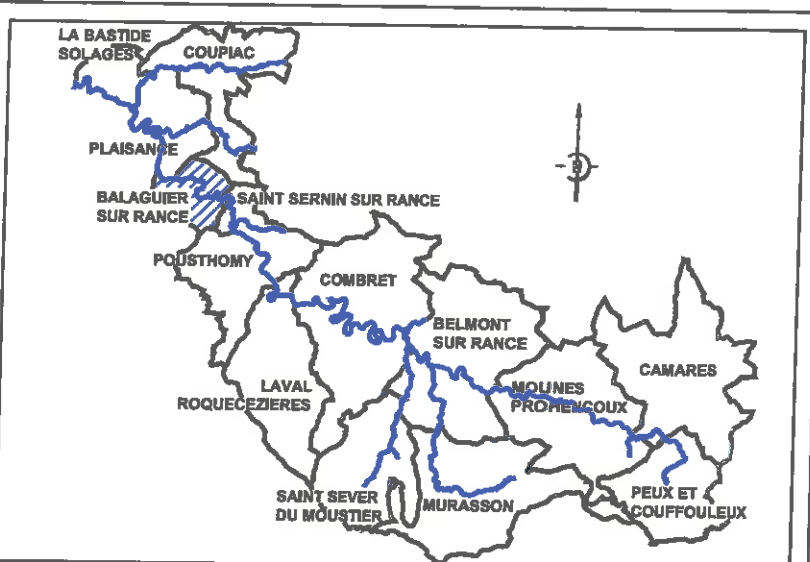 LA BASTIDE
SOLAGES
COUPIAC
PLAISANCE
BALAGUIER
SUR RANCE
SAINT SERNIN SUR RANCE
POUSTHOMY
COMBRET
BELMONT
SUR RANCE
CAMARES
LAVAL
ROQUECEZIERES
MOUNES
PROHENCOUX
SAINT SEVER
DU MOUSTIER
MURASSON
PEUX ET
COUFFOULEUX